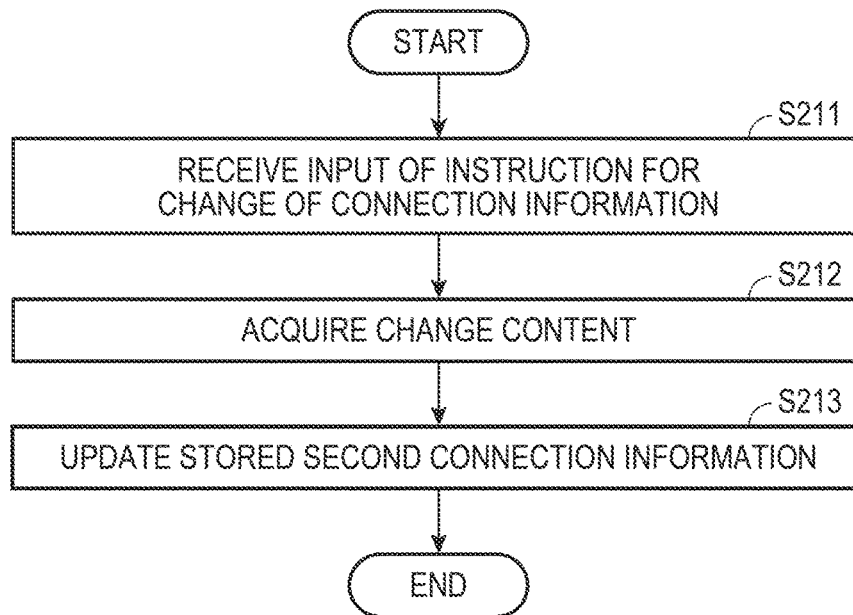 START
S211
RECEIVE INPUT OF INSTRUCTION FOR
CHANGE OF CONNECTION INFORMATION
S212
ACQUIRE CHANGE CONTENT
S213
UPDATE STORED SECOND CONNECTION INFORMATION
END